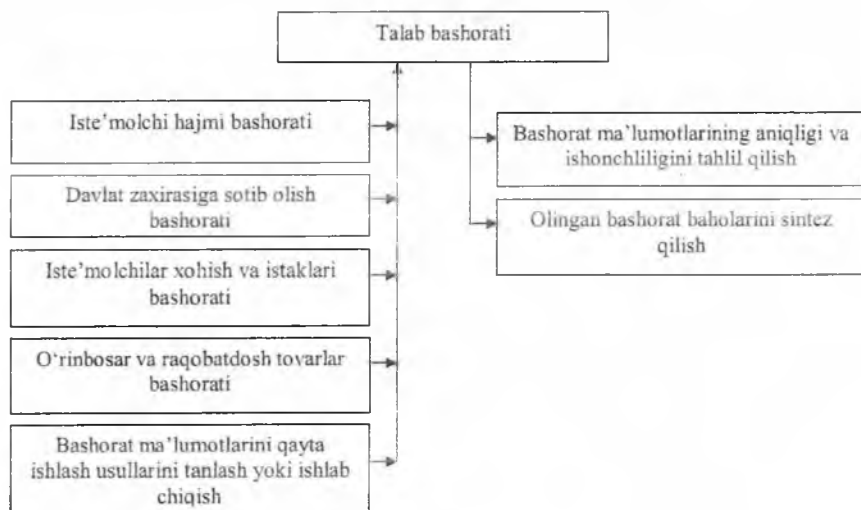 Talab bashorati
Iste'molchi hajmi bashorati
Davlat zaxirasiga sotib olish
bashorati
Iste'molchilar xohish va istaklari
bashorati
O‘rinbosar va raqobatdosh tovarlar
bashorati
Bashorat ma'lumotlarini qayta
ishlash usullarini tanlash yoki ishlab
chiqish
Bashorat ma'lumotlarining aniqligi va
ishonchliligini tahlil qilish
Olingan bashorat baholarini sintez
qilish